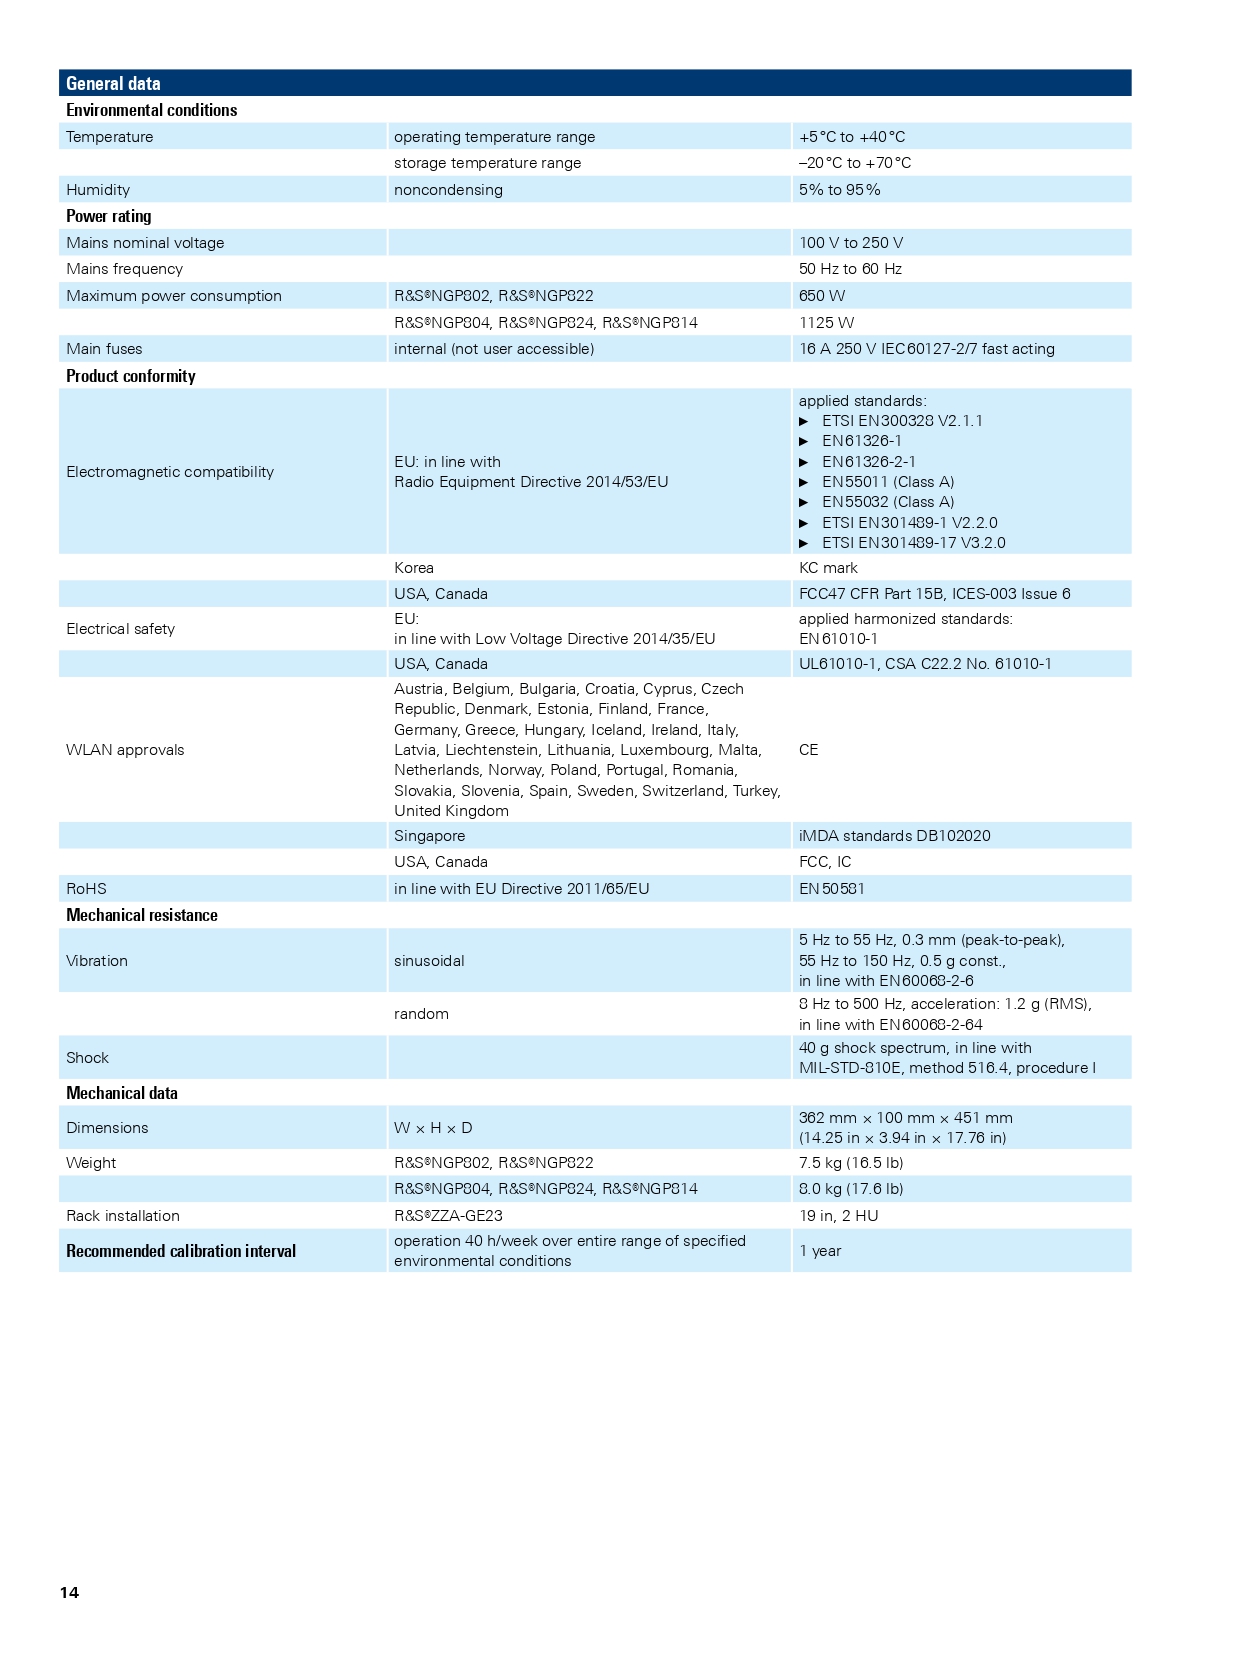 General data
Environmental conditions
Temperature operating temperature range +5 °C to +40 °C
storage temperature range –20 °C to +70 °C
Humidity noncondensing 5 % to 95 %
Power rating
Mains nominal voltage 100 V to 250 V
Mains frequency 50 Hz to 60 Hz
Maximum power consumption R&S®NGP802, R&S®NGP822 650 W
R&S®NGP804, R&S®NGP824, R&S®NGP814 1125 W
Main fuses internal (not user accessible) 16 A 250 V IEC 60127-2/7 fast acting
Product conformity
Electromagnetic compatibility
EU: in line with
Radio Equipment Directive 2014/53/EU
applied standards:
► ETSI EN 300328 V2.1.1
► EN 61326-1
► EN 61326-2-1
► EN 55011 (Class A)
► EN 55032 (Class A)
► ETSI EN 301489-1 V2.2.0
► ETSI EN 301489-17 V3.2.0
Korea KC mark
USA, Canada FCC47 CFR Part 15B, ICES-003 Issue 6
Electrical safety
EU:
in line with Low Voltage Directive 2014/35/EU
applied harmonized standards:
EN 61010-1
USA, Canada UL61010-1, CSA C22.2 No. 61010-1
WLAN approvals
Austria, Belgium, Bulgaria, Croatia, Cyprus, Czech
Republic, Denmark, Estonia, Finland, France,
Germany, Greece, Hungary, Iceland, Ireland, Italy,
Latvia, Liechtenstein, Lithuania, Luxembourg, Malta,
Netherlands, Norway, Poland, Portugal, Romania,
Slovakia, Slovenia, Spain, Sweden, Switzerland, Turkey,
United Kingdom
CE
Singapore iMDA standards DB102020
USA, Canada FCC, IC
RoHS in line with EU Directive 2011/65/EU EN 50581
Mechanical resistance
Vibration sinusoidal
5 Hz to 55 Hz, 0.3 mm (peak-to-peak),
55 Hz to 150 Hz, 0.5 g const.,
in line with EN 60068-2-6
random
8 Hz to 500 Hz, acceleration: 1.2 g (RMS),
in line with EN 60068-2-64
Shock
40 g shock spectrum, in line with
MIL-STD-810E, method 516.4, procedure I
Mechanical data
Dimensions W × H × D
362 mm × 100 mm × 451 mm
(14.25 in × 3.94 in × 17.76 in)
Weight R&S®NGP802, R&S®NGP822 7.5 kg (16.5 lb)
R&S®NGP804, R&S®NGP824, R&S®NGP814 8.0 kg (17.6 lb)
Rack installation R&S®ZZA-GE23 19 in, 2 HU
Recommended calibration interval
operation 40 h/week over entire range of specified
environmental conditions
1 year
14